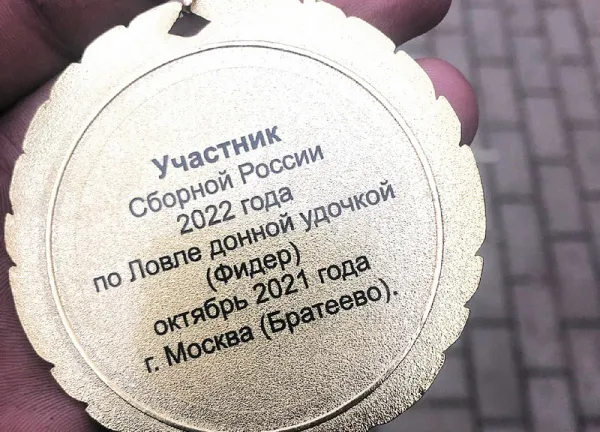 Участник
Сборной России
2022 года
по Ловле донной удочкой
(Фидер)
октябрь 2021 года
г. Москва (Братеево).